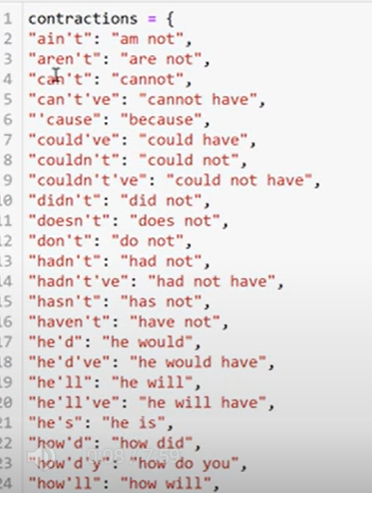 1 contractions = {
2 "ain't": "am not",
3 "aren't": "are not",
4 "can't": "cannot",
5 "can't've": "cannot have",
6 "'cause": "because",
7 "could've": "could have",
8 "couldn't": "could not",
9 "couldn't've": "could not have",
10 "didn't": "did not",
11 "doesn't": "does not",
12 "don't": "do not",
13 "hadn't": "had not",
14 "hadn't've": "had not have",
15 "hasn't": "has not",
16 "haven't": "have not",
17 "he'd": "he would",
18 "he'd've": "he would have",
19 "he'll": "he will",
20 "he'll've": "he will have",
21 "he's": "he is",
22 "how'd": "how did",
23 "how'd'y": "how do you",
24 "how'll": "how will",